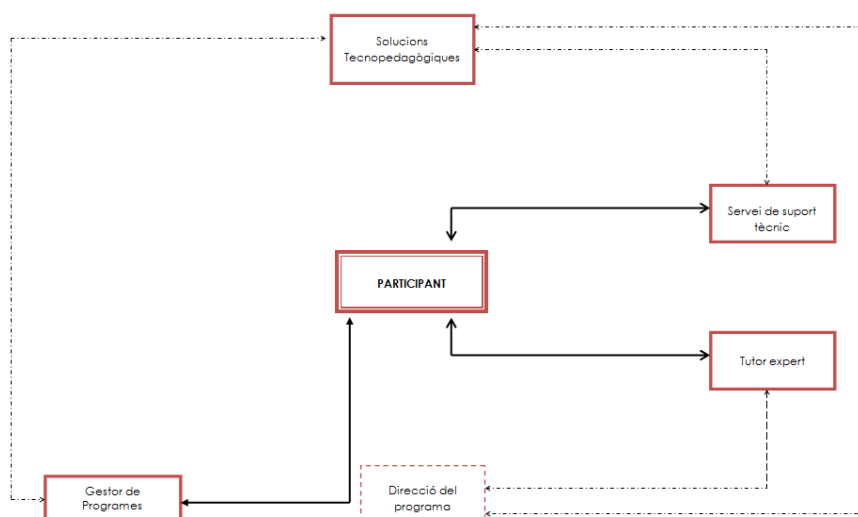 Solucions
Tecnopedagògiques
Servei de suport
tècnic
PARTICIPANT
Tutor expert
Gestor de
Programes
Direcció del
programa